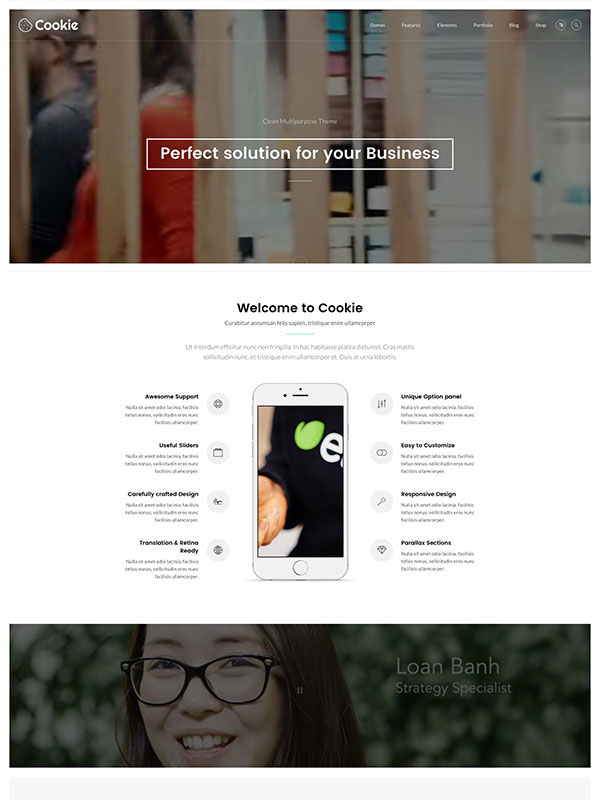 Cookie
Demos Features Elements Portfolio Blog Shop
Clean Multipurpose Theme
Perfect solution for your Business
Welcome to Cookie
Curabitur accumsan felis sapien, tristique enim ullamcorper
Ut interdum efficitur nunc non fringilla. In hac habitasse platea dictumst. Cras mattis
sollicitudin nunc, et tristique enim ullamcorper et. Duis at urna lobortis.
Awesome Support
Nulla sit amet odio lacinia, facilisis
tellus nonus, sollicitudin eros nunc
facilisis ullamcorper.
Useful Sliders
Nulla sit amet odio lacinia, facilisis
tellus nonus, sollicitudin eros nunc
facilisis ullamcorper.
Carefully crafted Design
Nulla sit amet odio lacinia, facilisis
tellus nonus, sollicitudin eros nunc
facilisis ullamcorper.
Translation & Retina
Ready
Nulla sit amet odio lacinia, facilisis
tellus nonus, sollicitudin eros nunc
facilisis ullamcorper.
Unique Option panel
Nulla sit amet odio lacinia, facilisis
tellus nonus, sollicitudin eros nunc
facilisis ullamcorper.
Easy to Customize
Nulla sit amet odio lacinia, facilisis
tellus nonus, sollicitudin eros nunc
facilisis ullamcorper.
Responsive Design
Nulla sit amet odio lacinia, facilisis
tellus nonus, sollicitudin eros nunc
facilisis ullamcorper.
Parallax Sections
Nulla sit amet odio lacinia, facilisis
tellus nonus, sollicitudin eros nunc
facilisis ullamcorper.
Loan Banh
Strategy Specialist